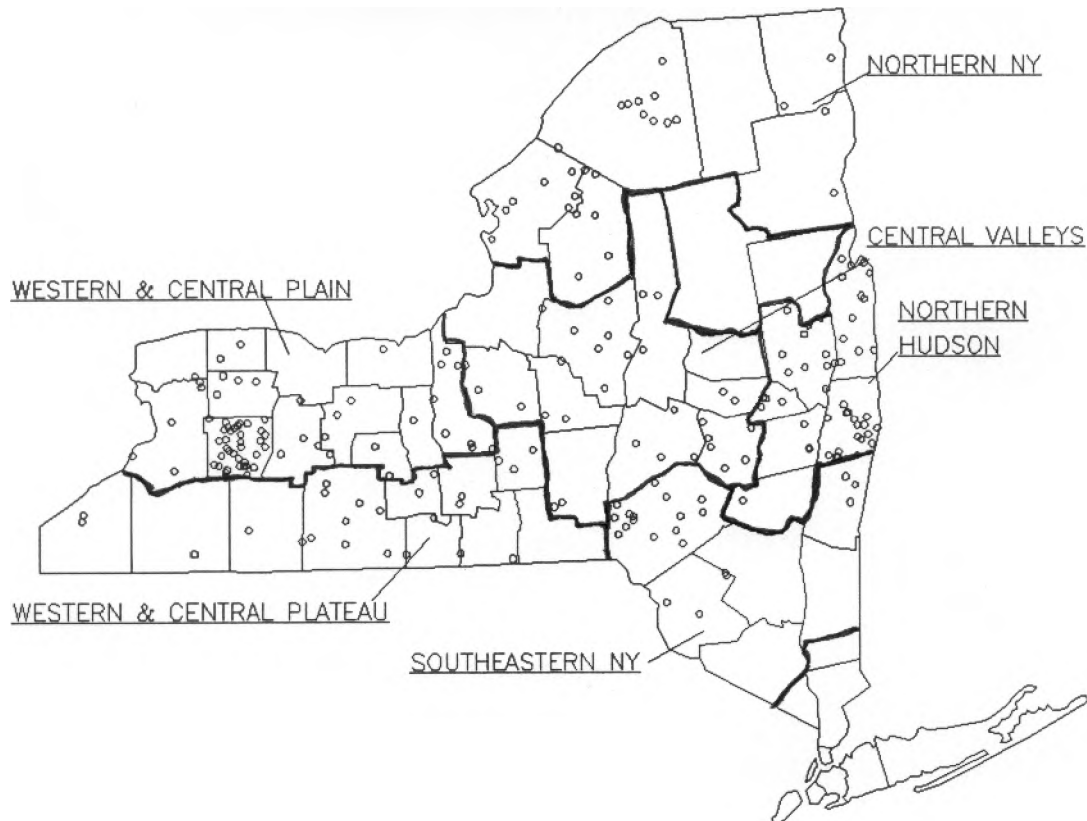 NORTHERN NY
CENTRAL VALLEYS
WESTERN & CENTRAL PLAIN
NORTHERN
HUDSON
WESTERN & CENTRAL PLATEAU
SOUTHEASTERN NY